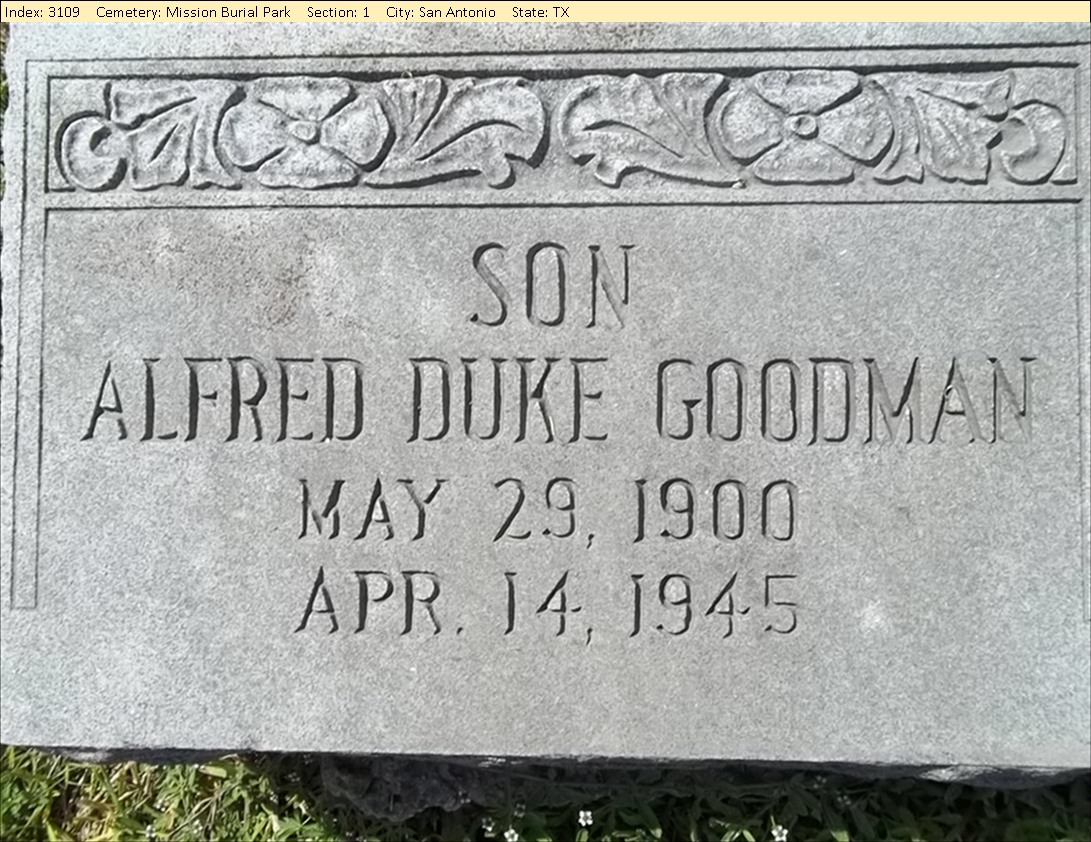 Index: 3109 Cemetery: Mission Burial Park Section: 1 City: San Antonio State: TX
SON
ALFRED DUKE GOODMAN
MAY 29, 1900
APR. 14, 1945